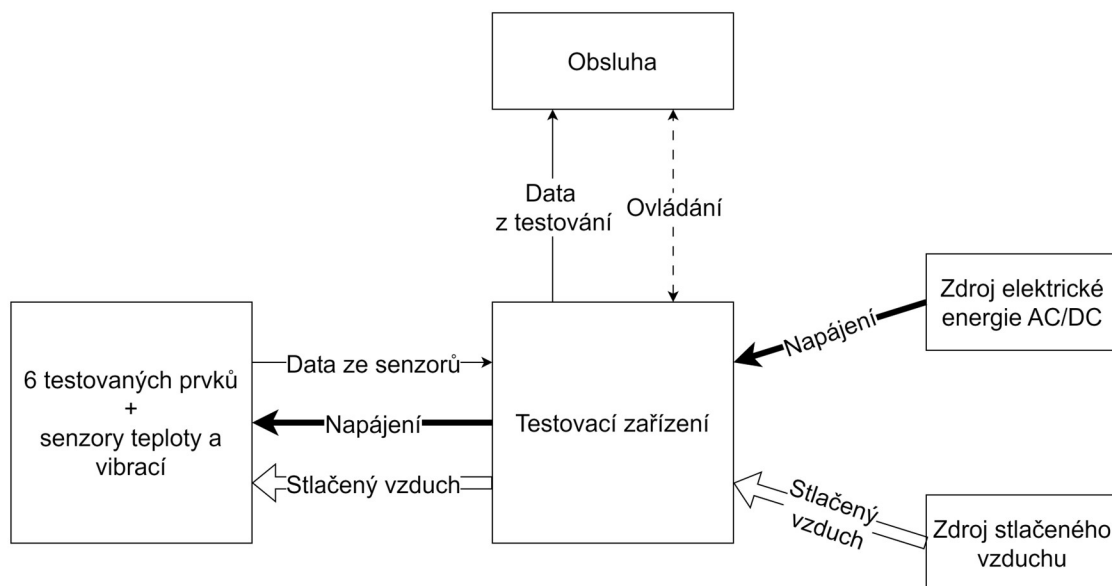 Obsluha
Data
z testování
Ovládání
Zdroj elektrické
energie AC/DC
Napájení
6 testovaných prvků
+
senzory teploty a
vibrací
Data ze senzorů
Napájení
Stlačený vzduch
Testovací zařízení
Stlačený
vzduch
Zdroj stlačeného
vzduchu